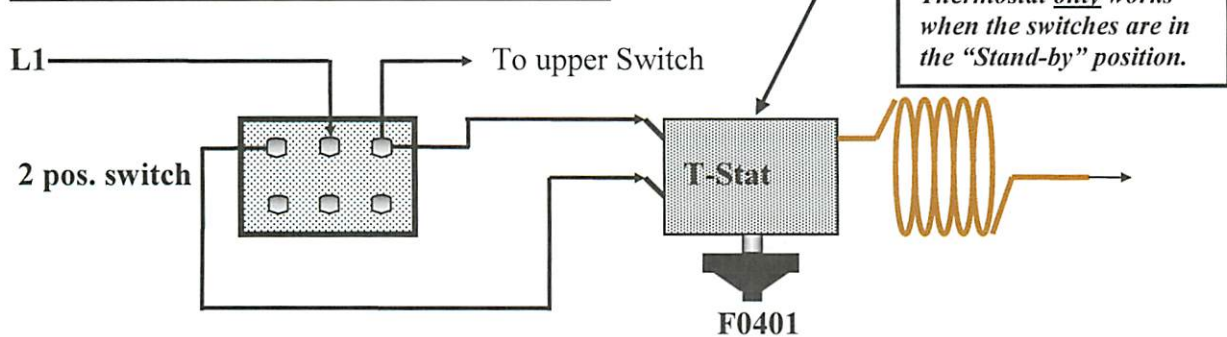 Thermostat only works
when the switches are in
the "Stand-by" position.
L1
To upper Switch
2 pos. switch
T-Stat
F0401